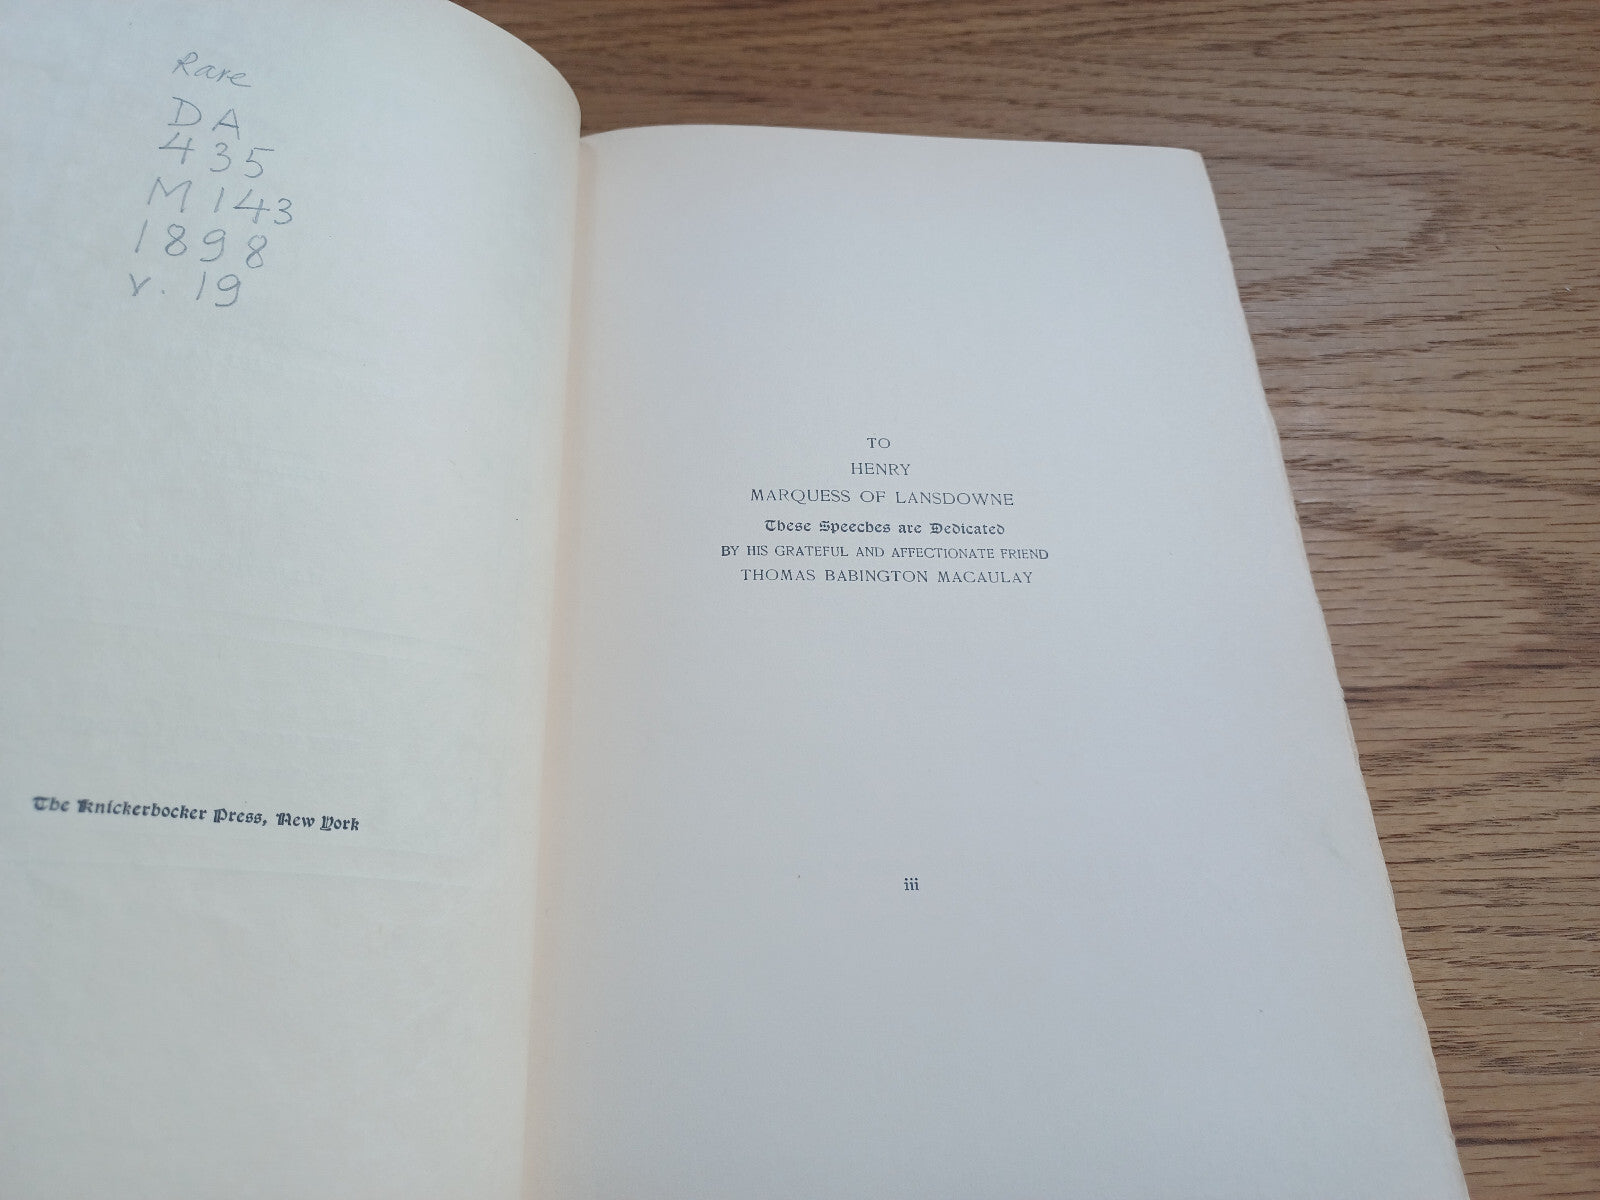 Rare
DA
435
M143
1898
v. 19
The Knickerbocker Press, New York
TO
HENRY
MARQUESS OF LANSDOWNE
These Speeches are Dedicated
BY HIS GRATEFUL AND AFFECTIONATE FRIEND
THOMAS BABINGTON MACAULAY
iii